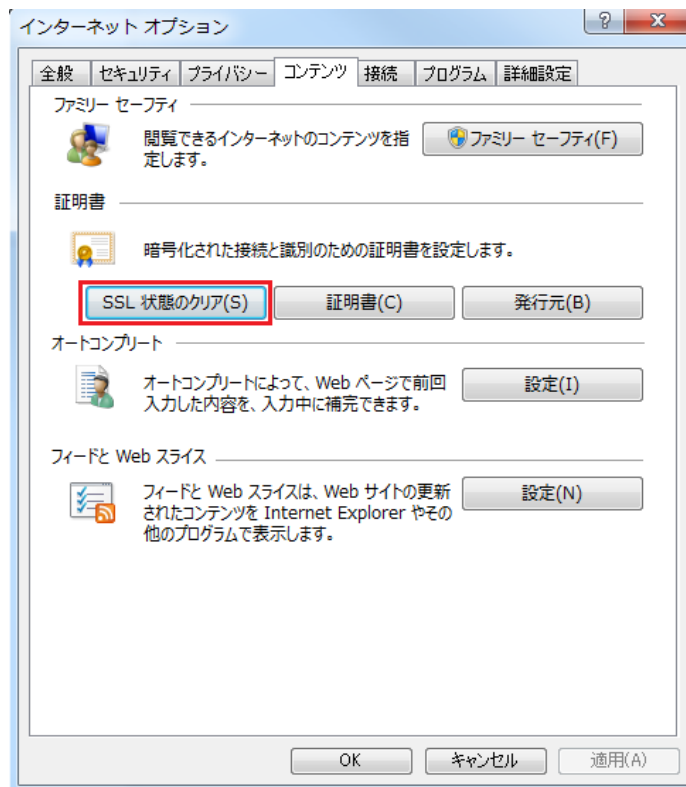 インターネット オプション
全般 セキュリティ プライバシー コンテンツ 接続 プログラム 詳細設定
ファミリー セーフティ
閲覧できるインターネットのコンテンツを指
定します。
ファミリー セーフティ(F)
証明書
暗号化された接続と識別のための証明書を設定します。
SSL 状態のクリア(S) 証明書(C) 発行元(B)
オートコンプリート
オートコンプリートによって、Web ページで前回
入力した内容を、入力中に補完できます。
設定(I)
フィードと Web スライス
フィードと Web スライスは、Web サイトの更新
されたコンテンツを Internet Explorer やその
他のプログラムで表示します。
設定(N)
OK キャンセル 適用(A)